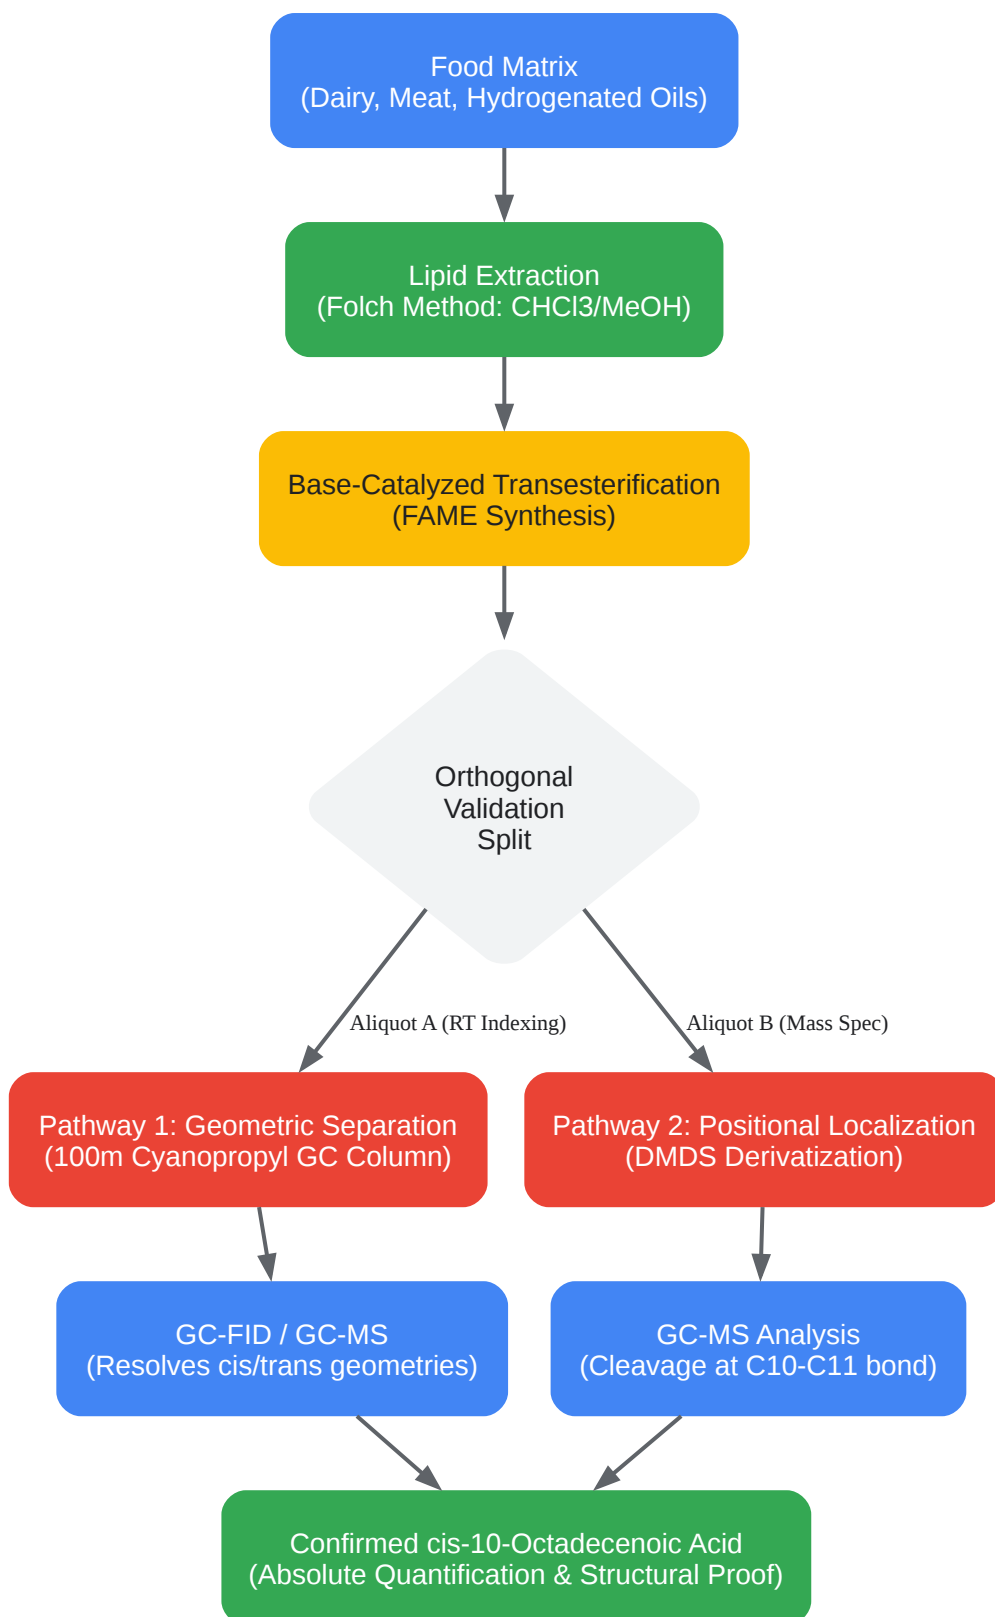 Food Matrix
(Dairy, Meat, Hydrogenated Oils)
Lipid Extraction
(Folch Method: CHCl3/MeOH)
Base-Catalyzed Transesterification
(FAME Synthesis)
Orthogonal
Validation
Split
Aliquot A (RT Indexing)
Aliquot B (Mass Spec)
Pathway 1: Geometric Separation
(100m Cyanopropyl GC Column)
Pathway 2: Positional Localization
(DMDS Derivatization)
GC-FID / GC-MS
(Resolves cis/trans geometries)
GC-MS Analysis
(Cleavage at C10-C11 bond)
Confirmed cis-10-Octadecenoic Acid
(Absolute Quantification & Structural Proof)